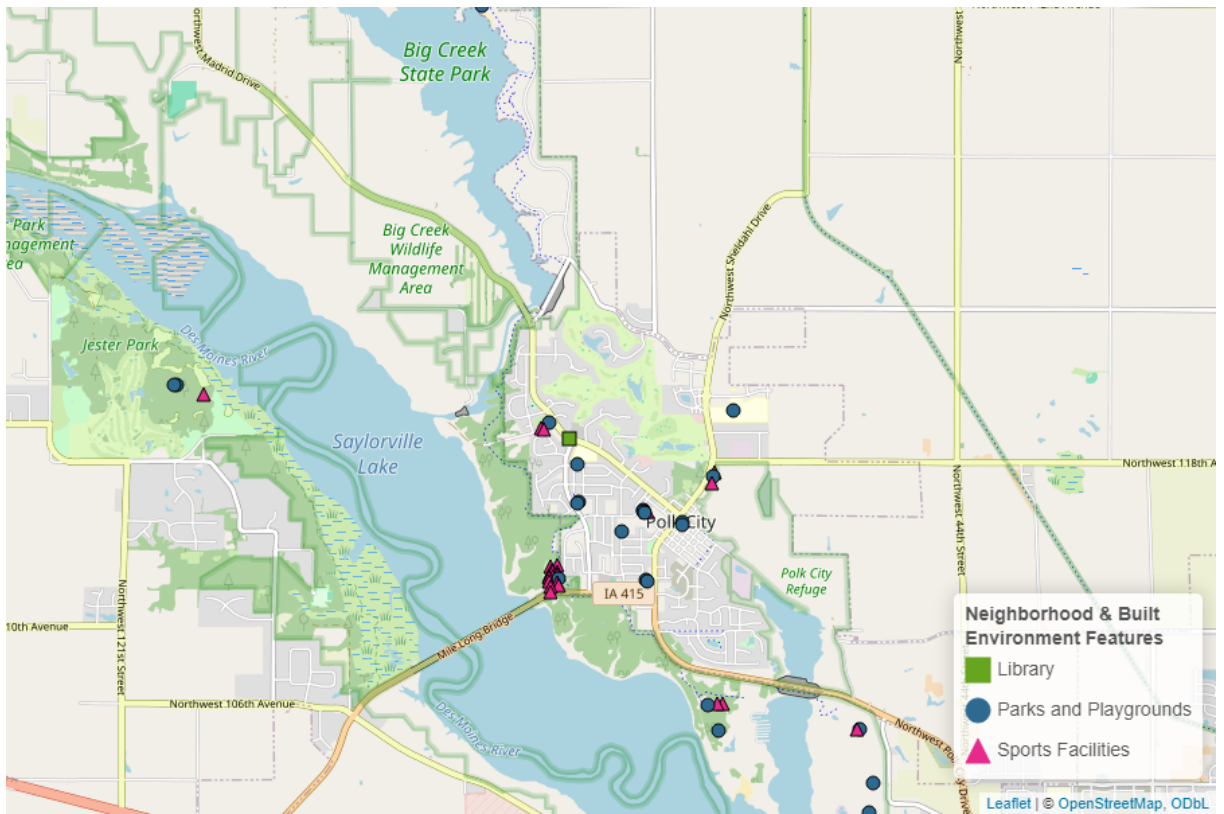 Northwest Madrid Drive
Big Creek
State Park
Big Creek
Wildlife
Management
Area
Park
Northwest Sheldahl Drive
Des Moines River
Jester Park
Saylorville
Lake
Northwest 118th A
Northwest 44th Street
Polk City
Polk City
Refuge
IA 415
Mile Long Bridge
10th Avenue
Northwest 121st Street
Northwest 106th Avenue
Des Moines River
Neighborhood & Built
Environment Features
Library
Parks and Playgrounds
Sports Facilities
Leaflet | © OpenStreetMap, ODbL